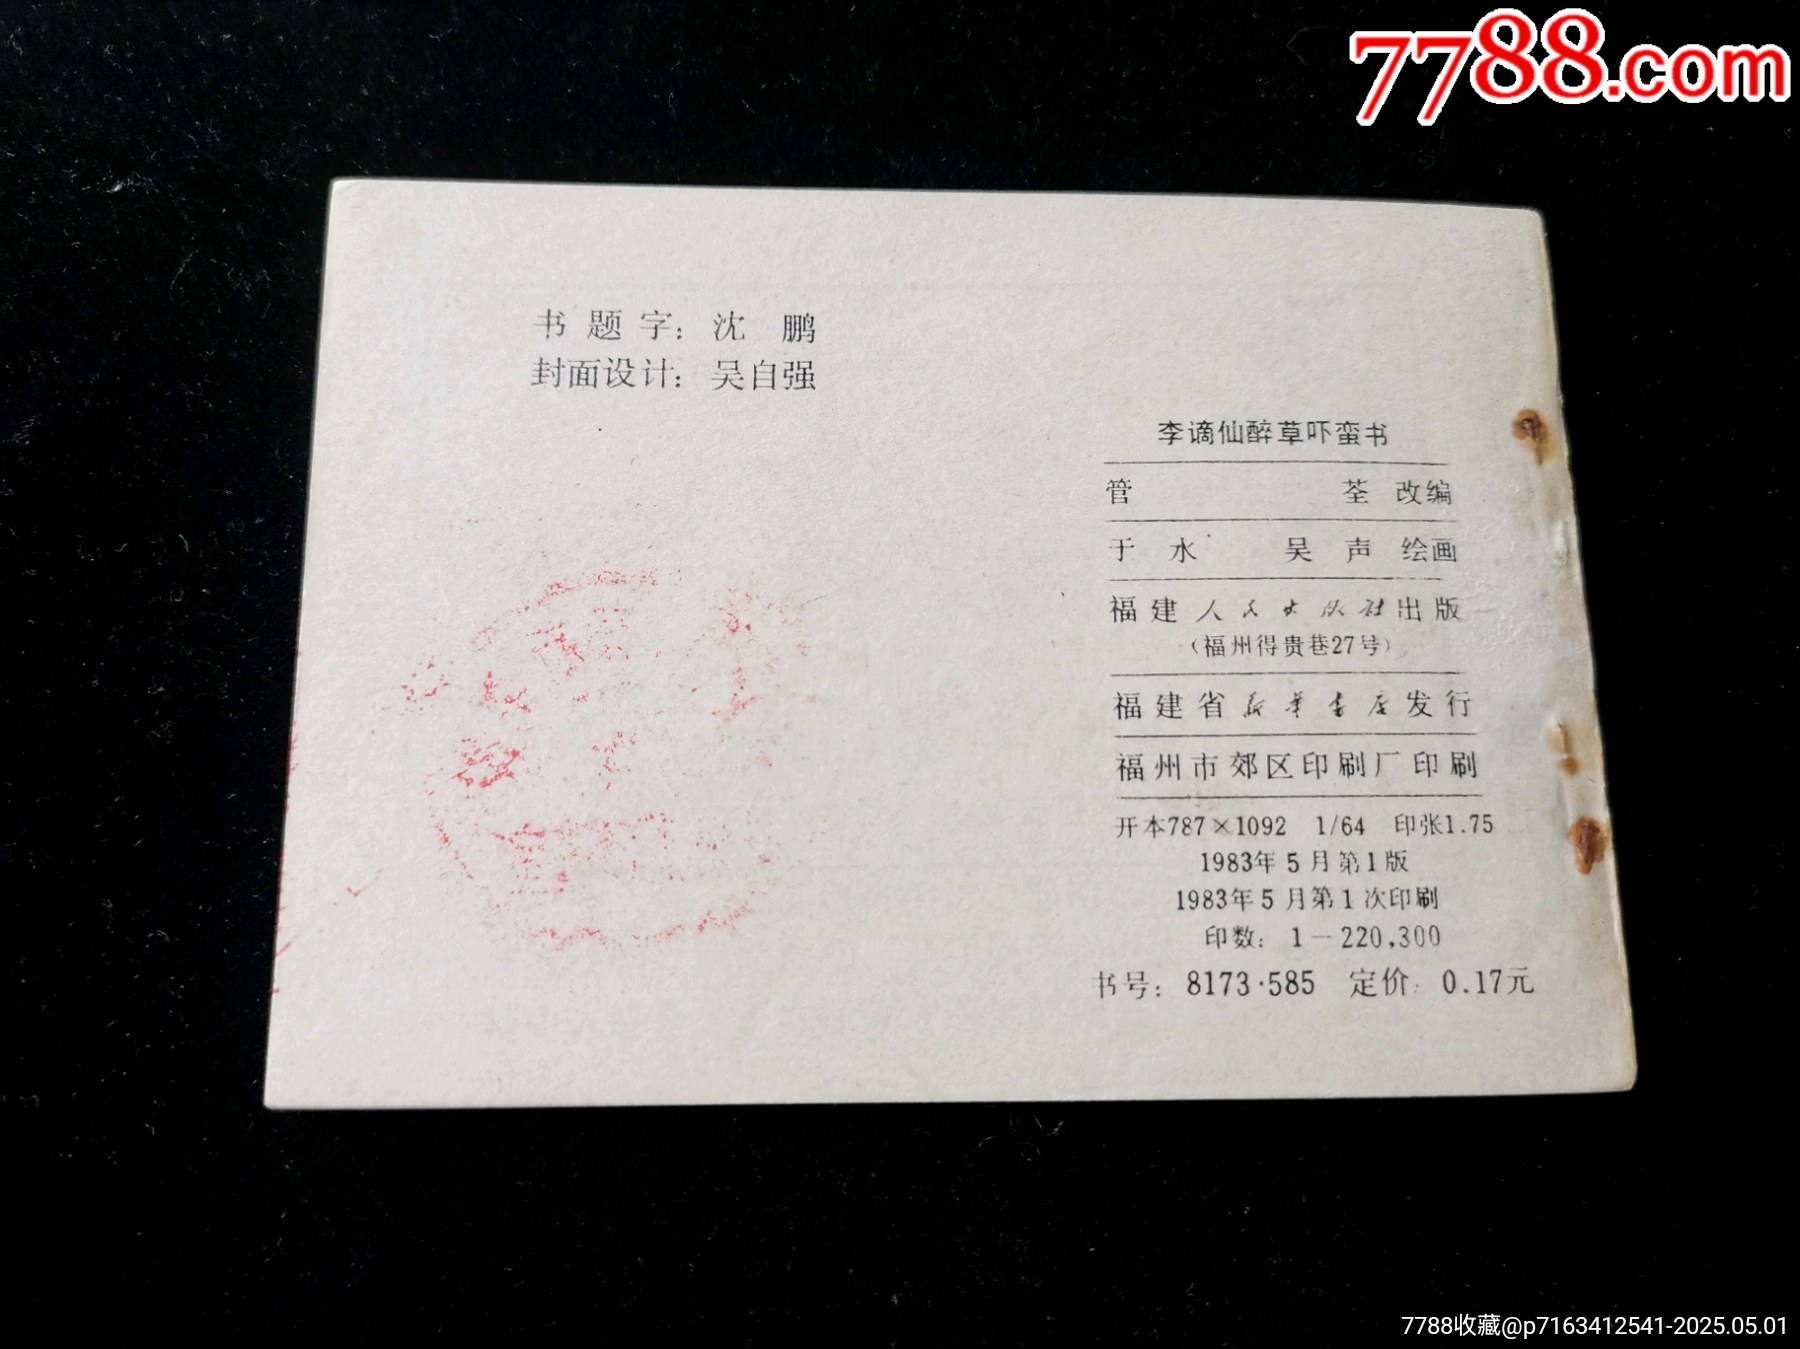 7788.com
书题字：沈 鹏
封面设计：吴自强
李谪仙醉草吓蛮书
管 荃 改编
于 水 吴 声 绘画
福建人民出版社出版
（福州得贵巷27号）
福建省新华书店发行
福州市郊区印刷厂印刷
开本787×1092 1/64 印张1.75
1983年5月第1版
1983年5月第1次印刷
印数：1—220,300
书号：8173·585 定价：0.17元
7788收藏@p7163412541-2025.05.01